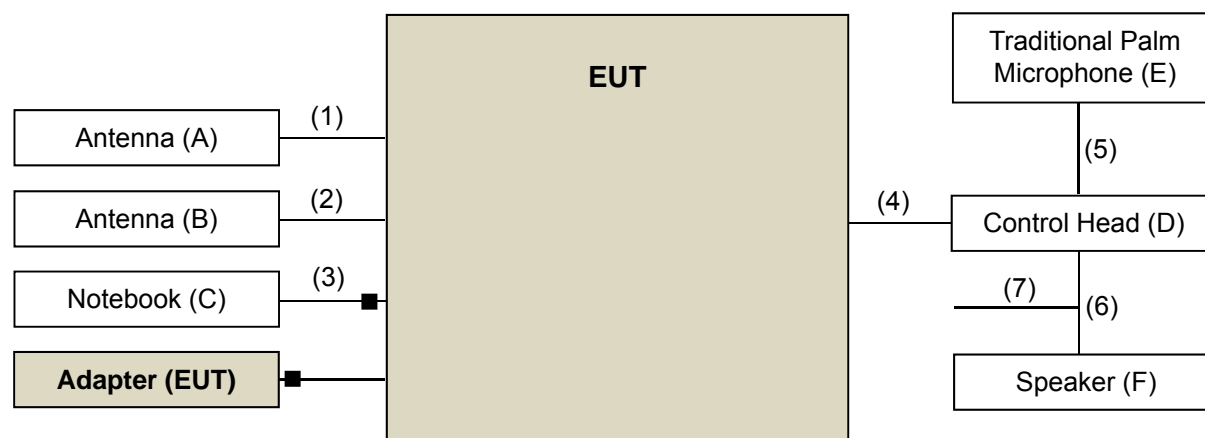 EUT
Traditional Palm
Microphone (E)
Antenna (A)
(1)
(5)
Antenna (B)
(2)
(4)
Control Head (D)
Notebook (C)
(3)
(7)
(6)
Adapter (EUT)
Speaker (F)